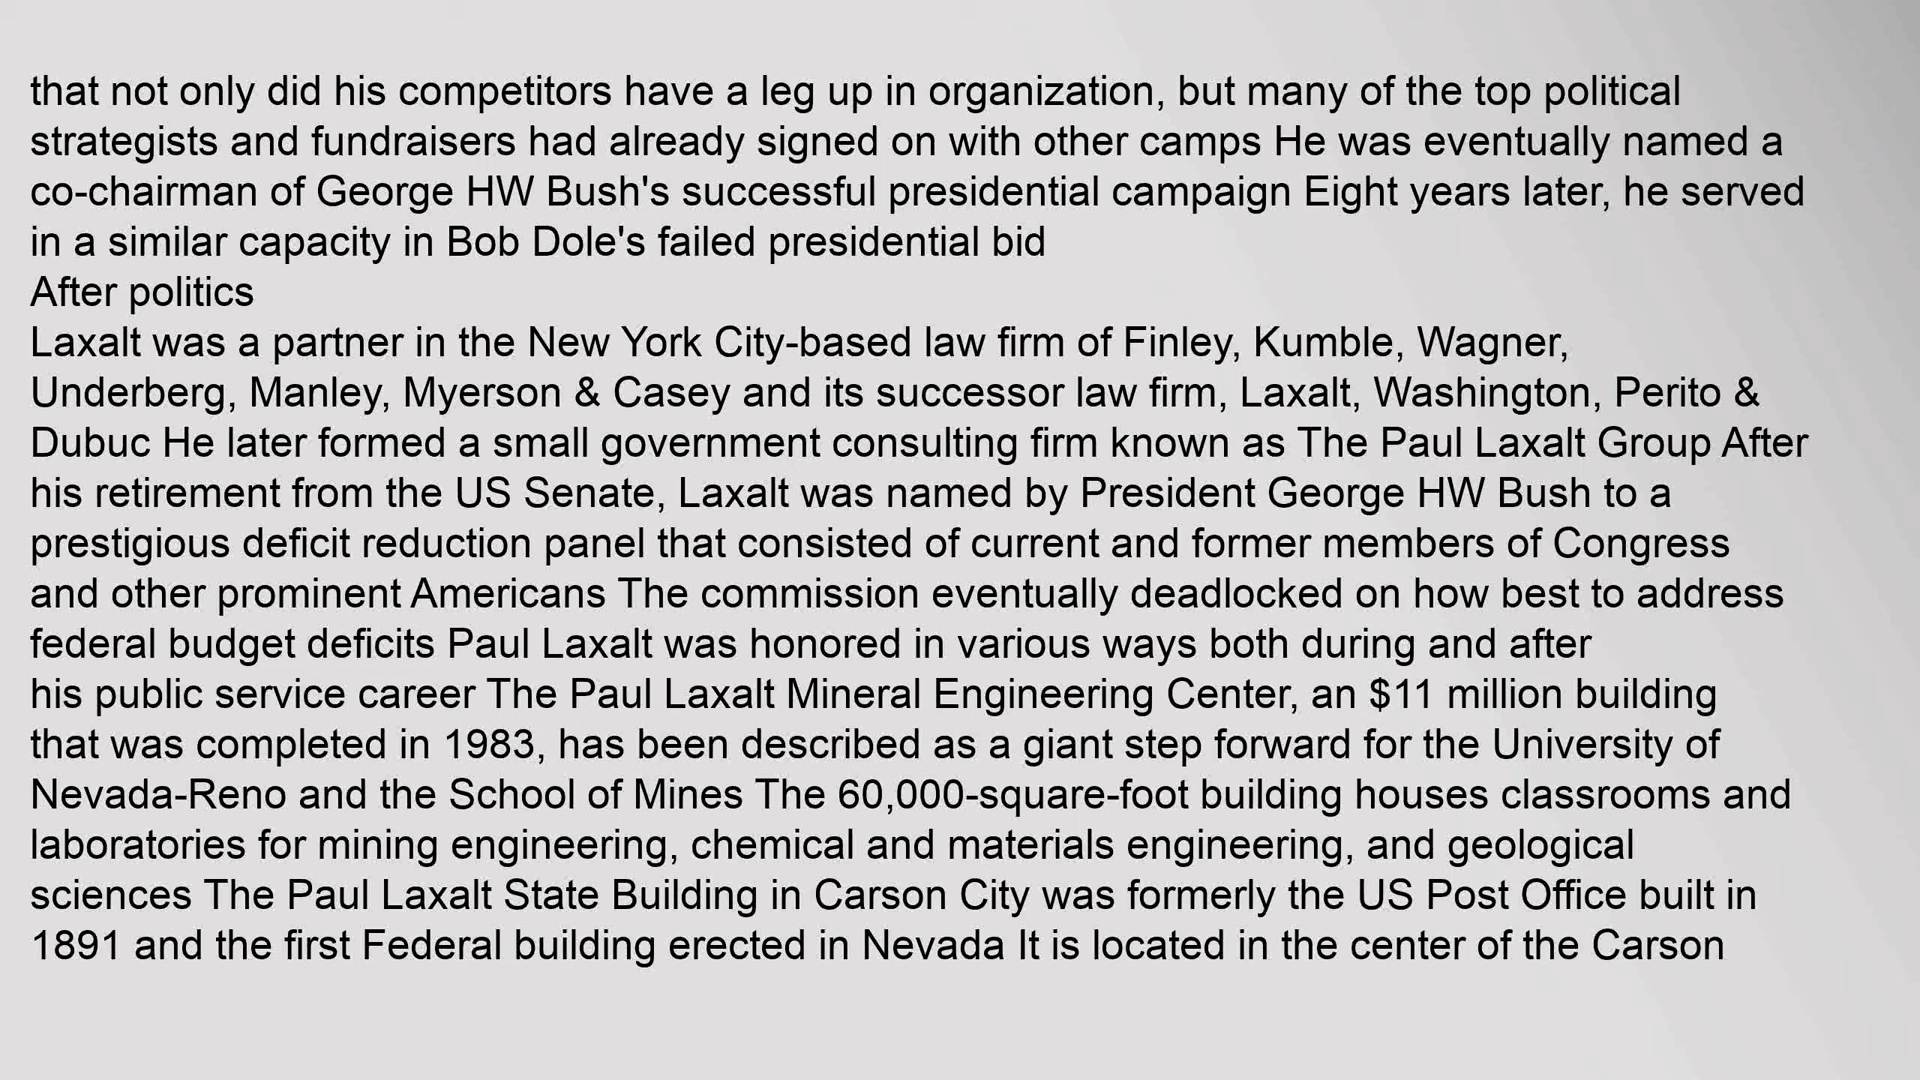 that not only did his competitors have a leg up in organization, but many of the top political
strategists and fundraisers had already signed on with other camps He was eventually named a
co-chairman of George HW Bush's successful presidential campaign Eight years later, he served
in a similar capacity in Bob Dole's failed presidential bid
After politics
Laxalt was a partner in the New York City-based law firm of Finley, Kumble, Wagner,
Underberg, Manley, Myerson & Casey and its successor law firm, Laxalt, Washington, Perito &
Dubuc He later formed a small government consulting firm known as The Paul Laxalt Group After
his retirement from the US Senate, Laxalt was named by President George HW Bush to a
prestigious deficit reduction panel that consisted of current and former members of Congress
and other prominent Americans The commission eventually deadlocked on how best to address
federal budget deficits Paul Laxalt was honored in various ways both during and after
his public service career The Paul Laxalt Mineral Engineering Center, an $11 million building
that was completed in 1983, has been described as a giant step forward for the University of
Nevada-Reno and the School of Mines The 60,000-square-foot building houses classrooms and
laboratories for mining engineering, chemical and materials engineering, and geological
sciences The Paul Laxalt State Building in Carson City was formerly the US Post Office built in
1891 and the first Federal building erected in Nevada It is located in the center of the Carson